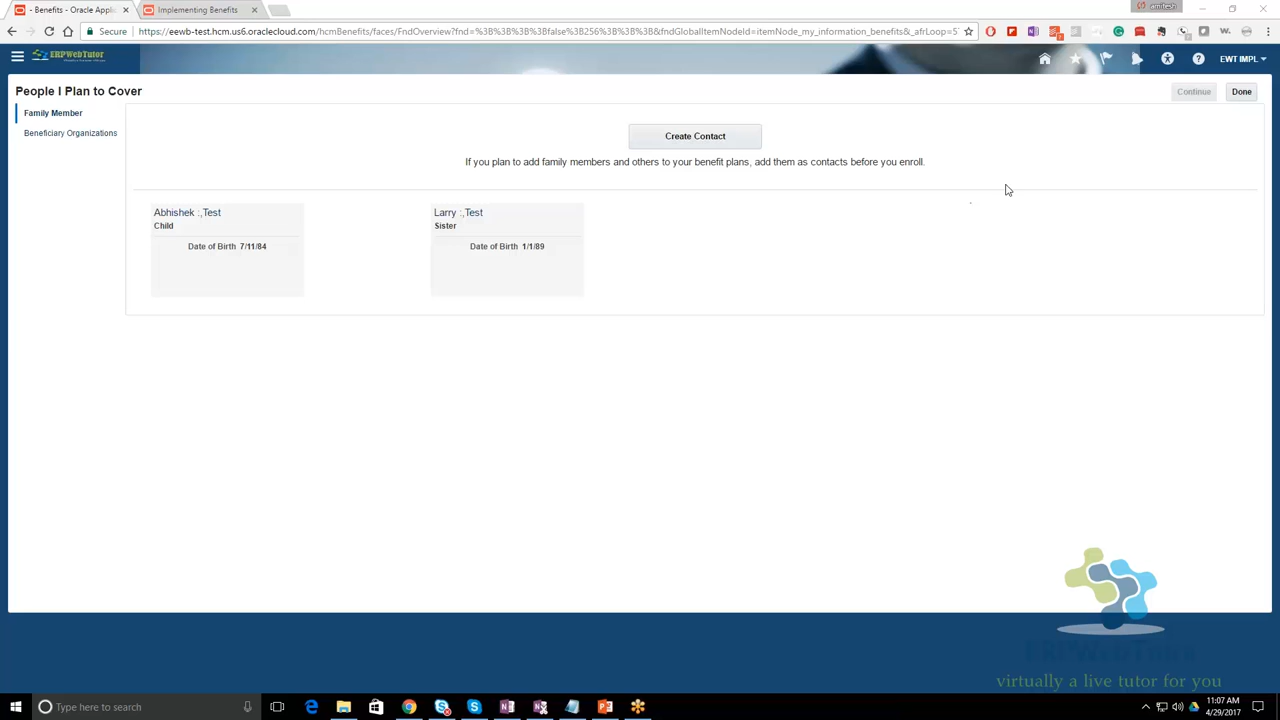 - Benefits - Oracle Appli
Implementing Benefits
amitesh
Secure
https://eewb-test.hcm.us6.oraclecloud.com/hcmBenefits/faces/FndOverview?fnd=%3B%3B%3B%3Bfalse%3B256%3B%3B%3B&fndGlobalItemNodeId=itemNode_my_information_benefits&_afrLoop=57
ERPWebTutor
EWT IMPL
People I Plan to Cover
Continue
Done
Family Member
Beneficiary Organizations
Create Contact
If you plan to add family members and others to your benefit plans, add them as contacts before you enroll.
Abhishek :,Test
Child
Date of Birth 7/11/84
Larry :,Test
Sister
Date of Birth 1/1/89
ERPWebTutor
virtually a live tutor for you
Type here to search
11:07 AM
4/29/2017